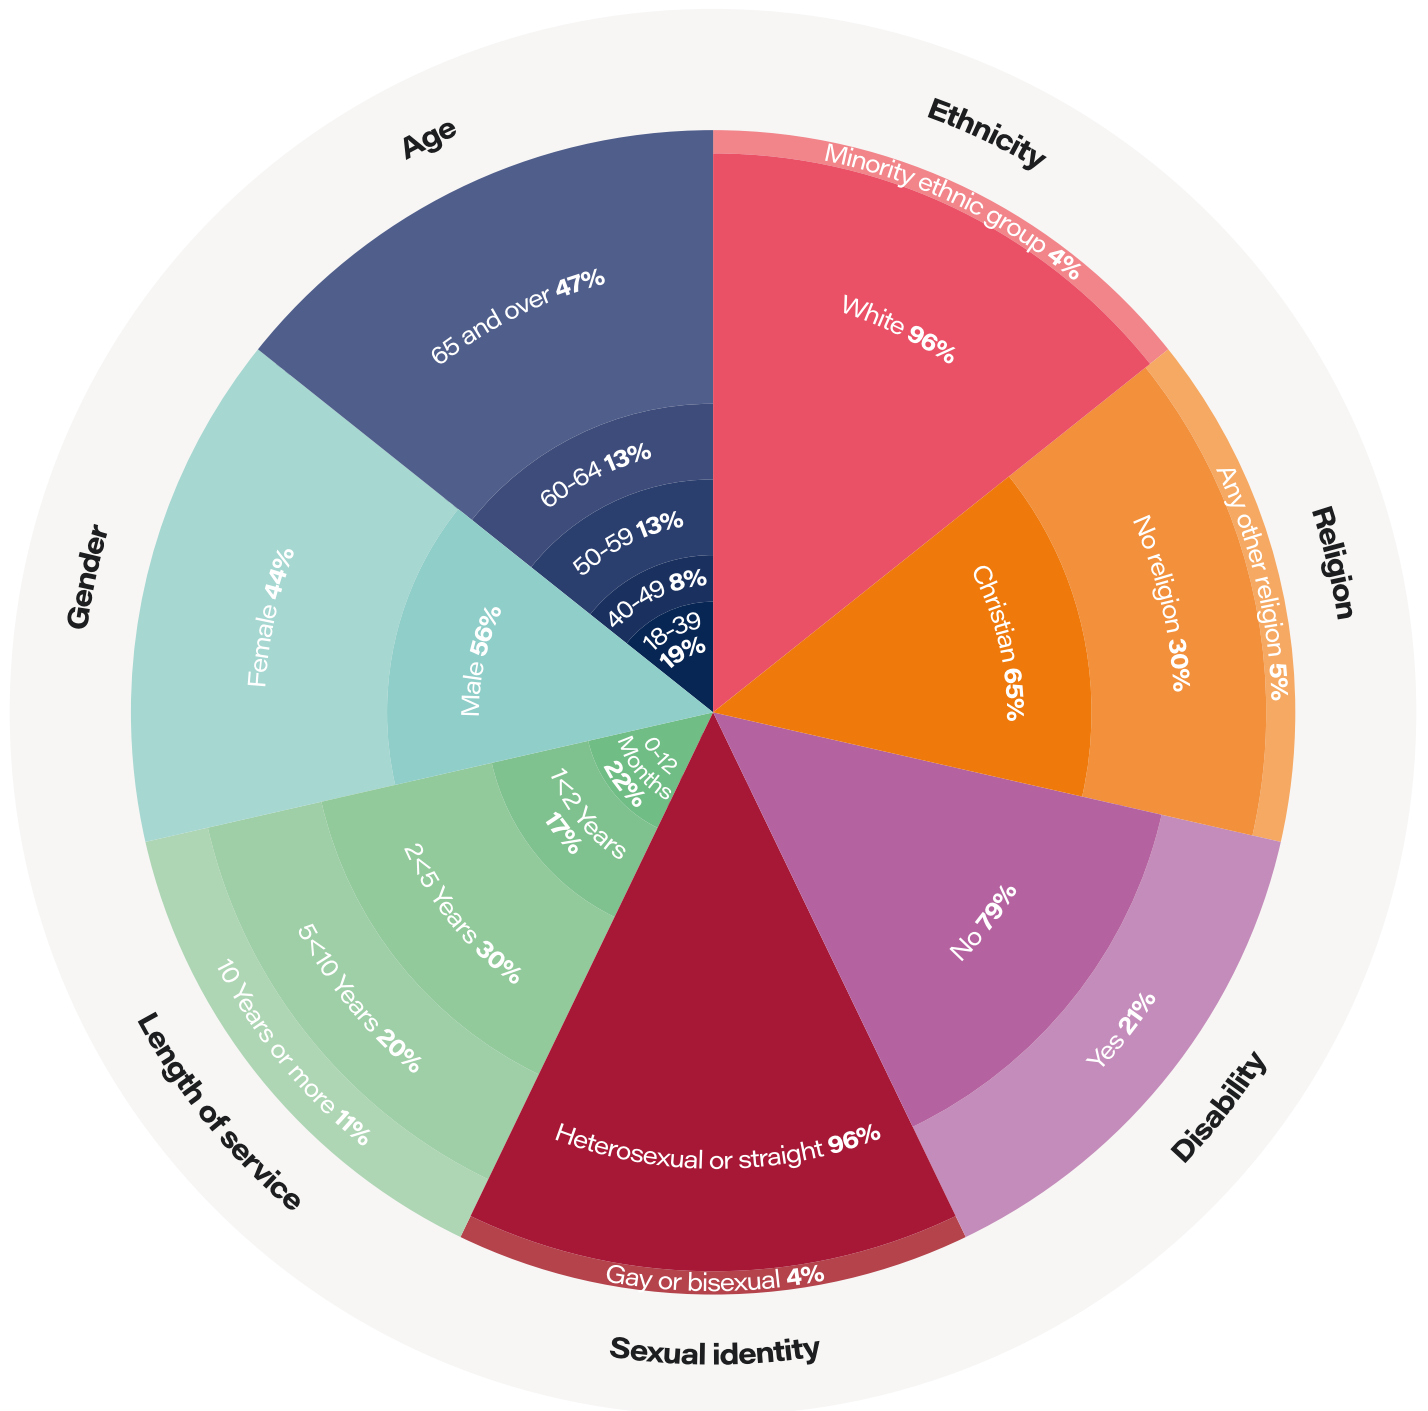 Age
65 and over 47%
60-64 13%
50-59 13%
40-49 8%
18-39
19%
Ethnicity
Minority ethnic group 4%
White 96%
Religion
Any other religion 5%
No religion 30%
Christian 65%
Disability
No 79%
Yes 21%
Sexual identity
Heterosexual or straight 96%
Gay or bisexual 4%
Length of service
0-12
Months
22%
1<2 Years
17%
2<5 Years 30%
5<10 Years 20%
10 Years or more 11%
Gender
Female 44%
Male 56%